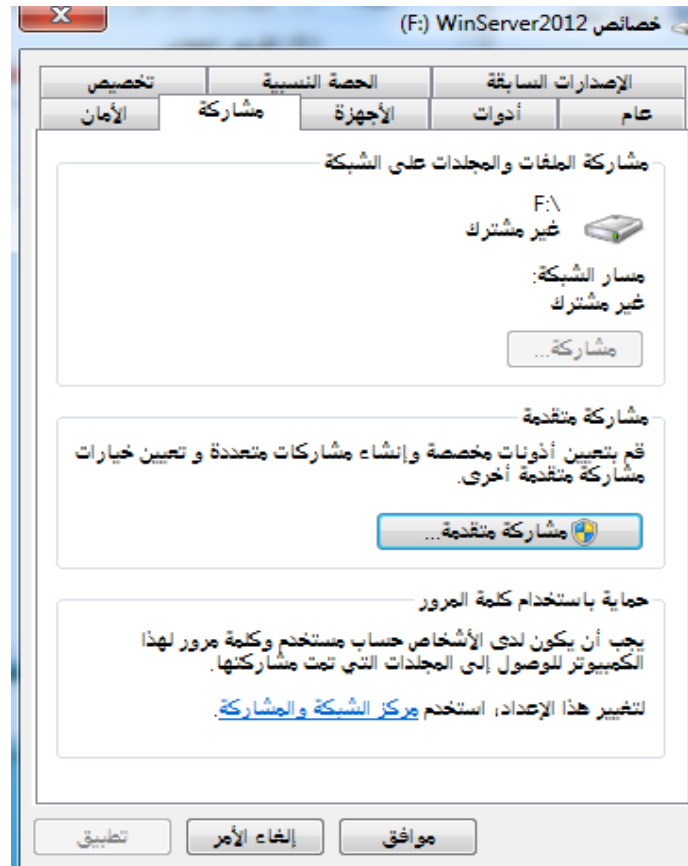 خصائص WinServer2012 (F:)
الإصدارات السابقة
الحصة النسبية
تخصيص
عام
أدوات
الأجهزة
مشاركة
الأمان
مشاركة الملفات والمجلدات على الشبكة
F:\
غير مشترك
مسار الشبكة:
غير مشترك
مشاركة...
مشاركة متقدمة
قم بتعيين أذونات مخصصة وإنشاء مشاركات متعددة و تعيين خيارات
مشاركة متقدمة أخرى.
مشاركة متقدمة...
حماية باستخدام كلمة المرور
يجب أن يكون لدى الأشخاص حساب مستخدم وكلمة مرور لهذا
الكمبيوتر للوصول إلى المجلدات التي تمت مشاركتها.
لتغيير هذا الإعداد، استخدم مركز الشبكة والمشاركة.
موافق
إلغاء الأمر
تطبيق